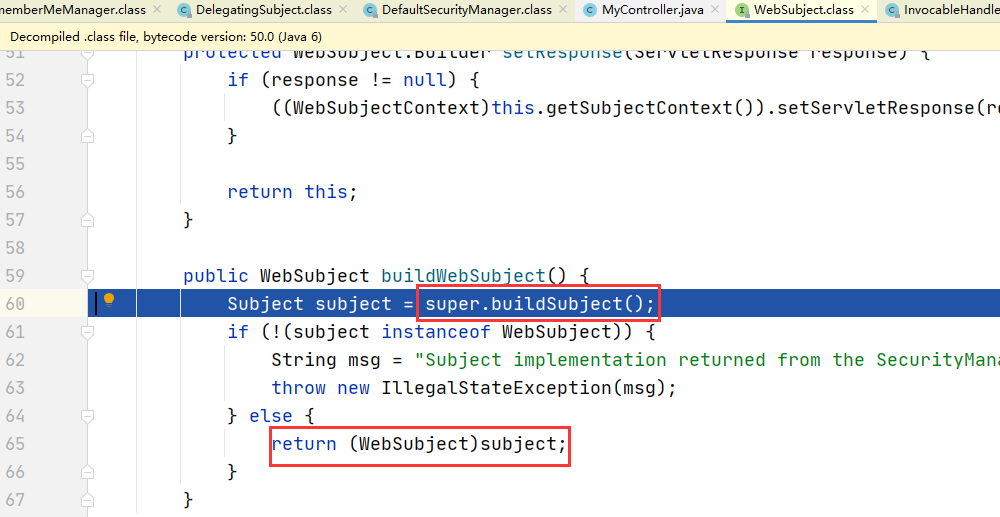 memberMeManager.class DelegatingSubject.class DefaultSecurityManager.class MyController.java WebSubject.class InvocableHandle
Decompiled .class file, bytecode version: 50.0 (Java 6)
51 protected WebSubject.Builder setResponse(ServletResponse response) {
52 if (response != null) {
53 ((WebSubjectContext)this.getSubjectContext()).setServletResponse(re
54 }
55
56 return this;
57 }
58
59 public WebSubject buildWebSubject() {
60 Subject subject = super.buildSubject();
61 if (!(subject instanceof WebSubject)) {
62 String msg = "Subject implementation returned from the SecurityMana
63 throw new IllegalStateException(msg);
64 } else {
65 return (WebSubject)subject;
66 }
67 }